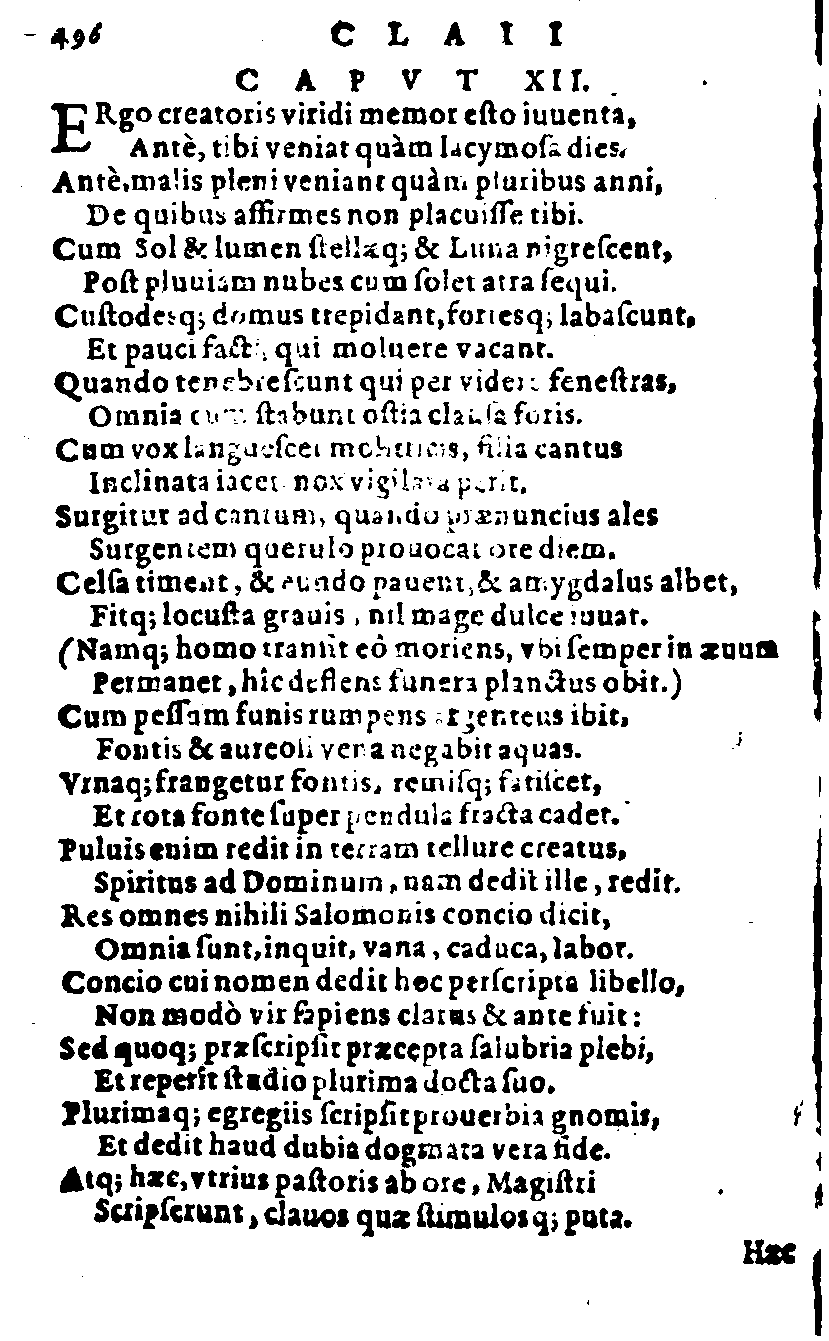 496 C L A I I
C A P V T XII.
ERgo creatoris viridi memor eſto iuuenta,
Antè, tibi veniat quàm lacymoſa dies.
Antè, malis pleni veniant quàm pluribus anni,
De quibus affirmes non placuiſſe tibi.
Cum Sol & lumen ſtellæq; & Luna nigreſcent,
Poſt pluuiam nubes cum ſolet atra ſequi.
Cuſtodesq; domus trepidant, fortesq; labaſcunt,
Et pauci facti, qui moluere vacant.
Quando tenebreſcunt qui per videre feneſtras,
Omnia cum ſtabunt oſtia clauſa foris.
Cum vox langueſcet molitricis, filia cantus
Inclinata iacet nox vigilata perit.
Surgitur ad cantum, quando prænuncius ales
Surgentem querulo prouocat ore diem.
Celſa timent, & eundo pauent, & amygdalus albet,
Fitq; locuſta grauis, nil mage dulce iuuat.
(Namq; homo tranſit eò moriens, vbi ſemper in æuum
Permanet, hîc deflens funera planctus obit.)
Cum peſſam funis rumpens argenteus ibit,
Fontis & aureoli vena negabit aquas.
Vrnaq; frangetur fontis, remiſq; fatiſcet,
Et rota fonte ſuper pendula fracta cadet.
Puluis enim redit in terram tellure creatus,
Spiritus ad Dominum, nam dedit ille, redit.
Res omnes nihili Salomonis concio dicit,
Omnia ſunt, inquit, vana, caduca, labor.
Concio cui nomen dedit hoc perſcripta libello,
Non modò vir ſapiens clarus & ante fuit:
Sed quoq; præſcripſit præcepta ſalubria plebi,
Et reperit ſtudio plurima docta ſuo.
Plurimaq; egregiis ſcripſit prouerbia gnomis,
Et dedit haud dubia dogmata vera fide.
Atq; hæc, vtrius paſtoris ab ore, Magiſtri
Scripſerunt, clauos quæ ſtimulosq; puta.
Hæc